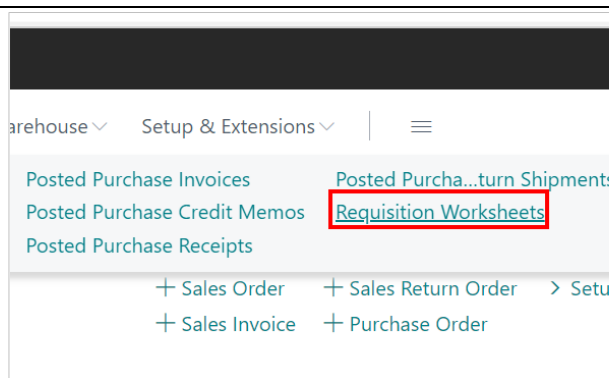 arehouse Setup & Extensions
Posted Purchase Invoices Posted Purcha...turn Shipments
Posted Purchase Credit Memos Requisition Worksheets
Posted Purchase Receipts
+ Sales Order + Sales Return Order > Setu
+ Sales Invoice + Purchase Order